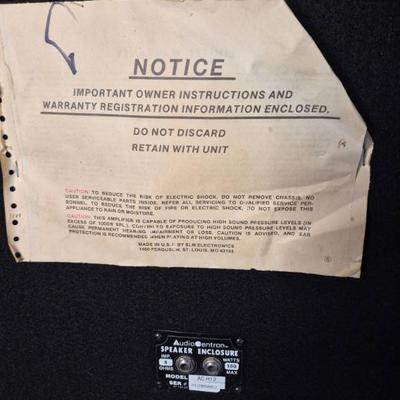 NOTICE
IMPORTANT OWNER INSTRUCTIONS AND
WARRANTY REGISTRATION INFORMATION ENCLOSED.
DO NOT DISCARD
RETAIN WITH UNIT
CAUTION: TO REDUCE THE RISK OF ELECTRIC SHOCK, DO NOT REMOVE CHASSIS. NO
USER SERVICEABLE PARTS INSIDE. REFER ALL SERVICING TO QUALIFIED SERVICE PER-
SONNEL. TO REDUCE THE RISK OF FIRE OR ELECTRIC SHOCK, DO NOT EXPOSE THIS
APPLIANCE TO RAIN OR MOISTURE.
CAUTION: THIS AMPLIFIER IS CAPABLE OF PRODUCING HIGH SOUND PRESSURE LEVELS (IN
EXCESS OF 100DB SPL). CONTINUED EXPOSURE TO HIGH SOUND PRESSURE LEVELS MAY
CAUSE PERMANENT HEARING IMPAIRMENT OR LOSS. CAUTION IS ADVISED, AND EAR
PROTECTION IS RECOMMENDED WHEN PLAYING AT HIGH VOLUMES.
MADE IN U.S.A. BY SLM ELECTRONICS
1400 FERGUSON, ST. LOUIS, MO 63133
AudioCentron
SPEAKER ENCLOSURE
IMP. WATTS
8 100
OHMS MAX
MODEL
SER #